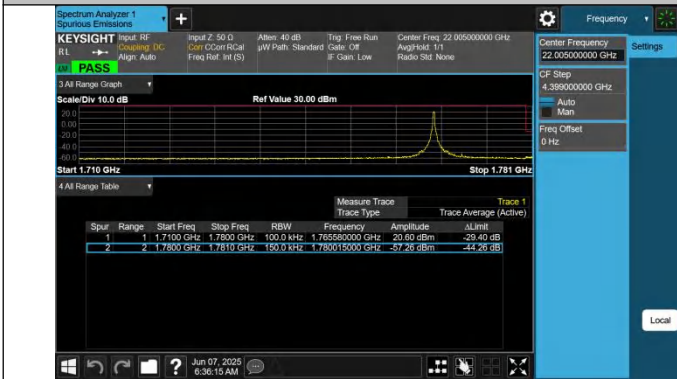 Spectrum Analyzer 1
Spurious Emissions
+
Frequency
KEYSIGHT
Input: RF
Input Z: 50 Ω
Atten: 40 dB
Trig: Free Run
Center Freq: 22.005000000 GHz
RL
Coupling: DC
Corr CCorr RCal
µW Path: Standard
Gate: Off
Avg|Hold: 1/1
Align: Auto
Freq Ref: Int (S)
IF Gain: Low
Radio Std: None
PASS
Center Frequency
22.005000000 GHz
Settings
CF Step
4.399000000 GHz
Auto
Man
Freq Offset
0 Hz
3 All Range Graph
Scale/Div 10.0 dB
Ref Value 30.00 dBm
20.0
0.00
-20.0
-40.0
-60.0
Start 1.710 GHz
Stop 1.781 GHz
4 All Range Table
Measure Trace Trace 1
Trace Type Trace Average (Active)
Spur Range Start Freq Stop Freq RBW Frequency Amplitude ΔLimit
1 1 1.7100 GHz 1.7800 GHz 100.0 kHz 1.765580000 GHz 20.60 dBm -29.40 dB
2 2 1.7800 GHz 1.7810 GHz 150.0 kHz 1.780015000 GHz -57.26 dBm -44.26 dB
Local
?
Jun 07, 2025
6:36:15 AM